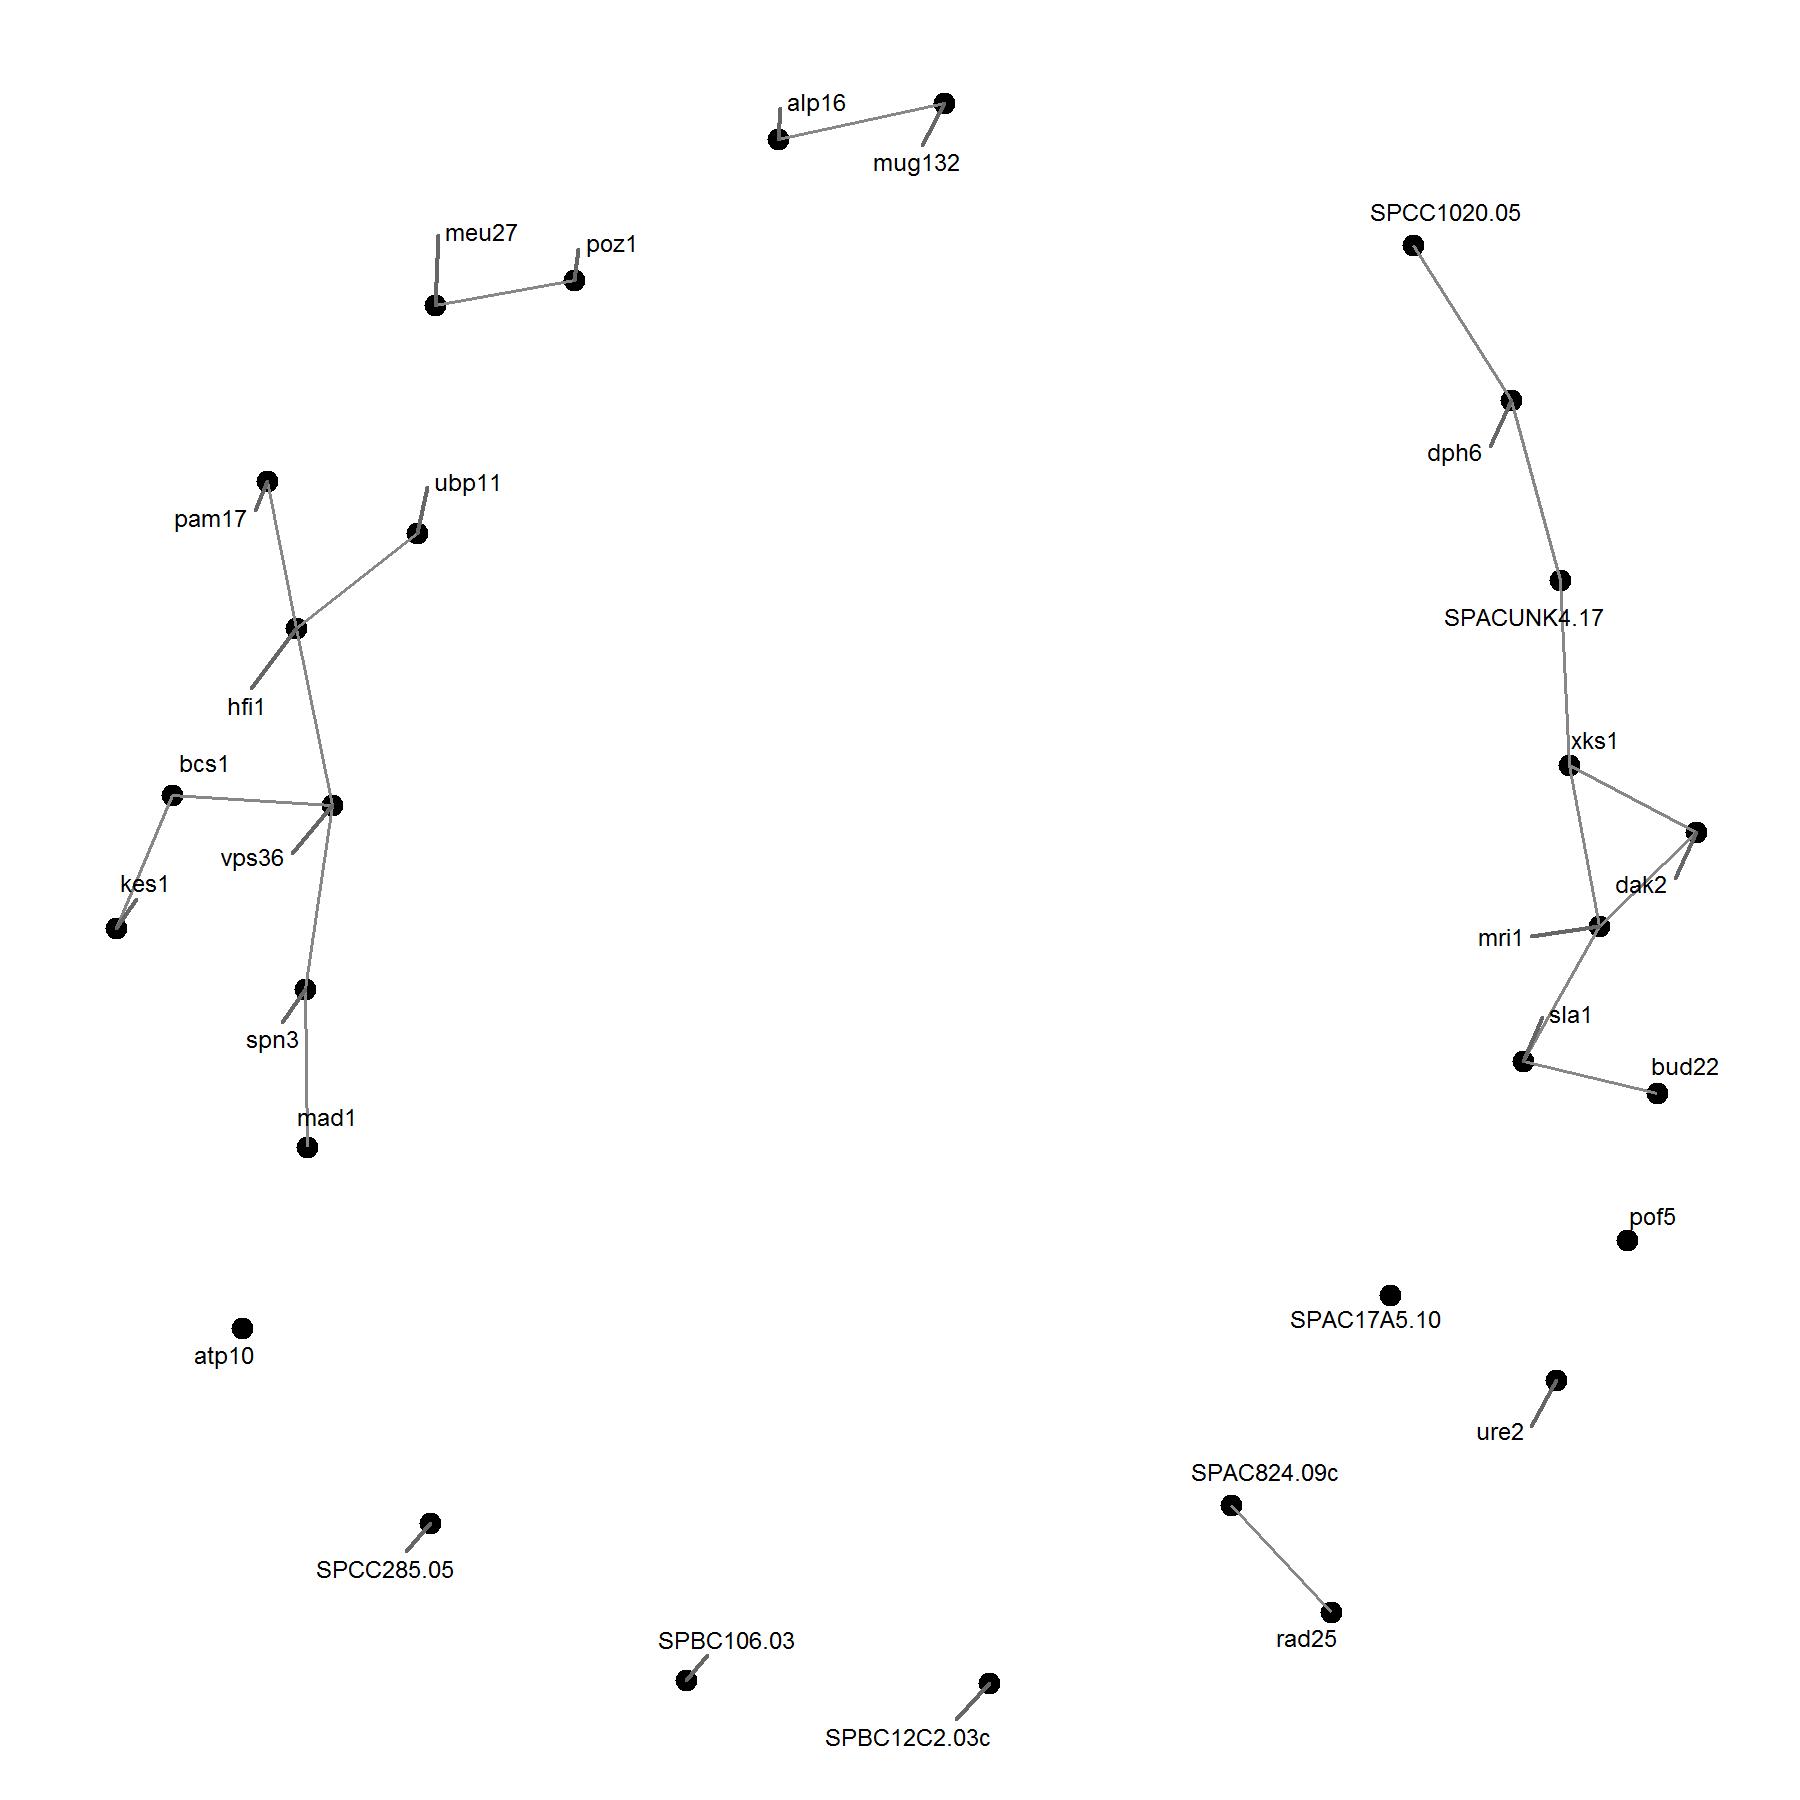 alp16
mug132
SPCC1020.05
meu27
poz1
dph6
ubp11
pam17
SPACUNK4.17
hfi1
xks1
bcs1
vps36
kes1
dak2
mri1
sla1
spn3
bud22
mad1
pof5
SPAC17A5.10
atp10
ure2
SPAC824.09c
SPCC285.05
rad25
SPBC106.03
SPBC12C2.03c